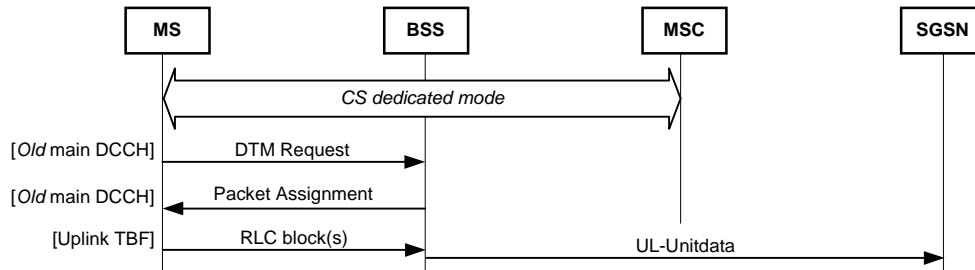 MS BSS MSC SGSN
CS dedicated mode
[Old main DCCH] DTM Request
[Old main DCCH] Packet Assignment
[Uplink TBF] RLC block(s) UL-Unitdata